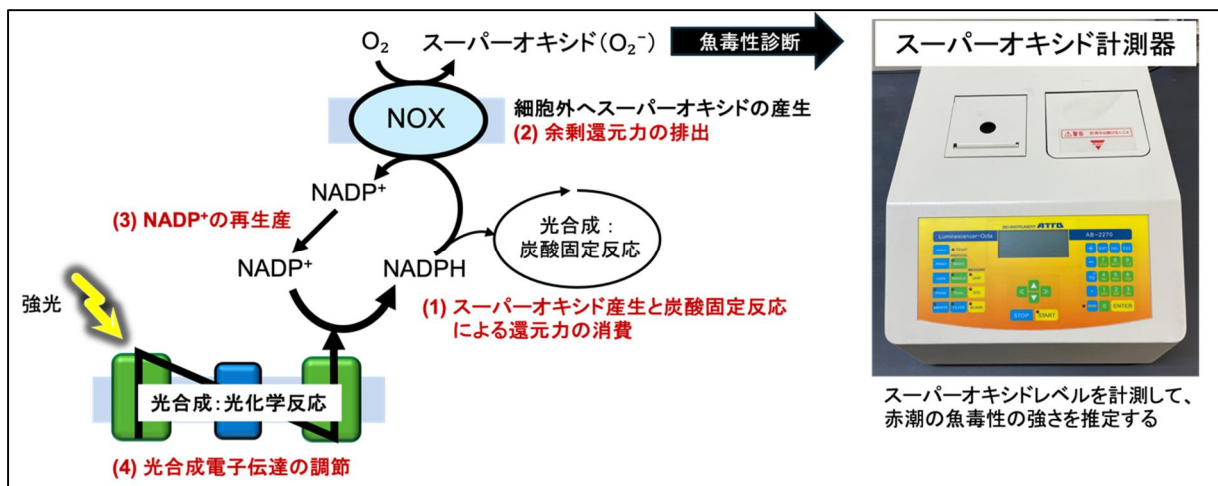 O₂ スーパーオキシド(O₂⁻)
魚毒性診断
NOX
細胞外へスーパーオキシドの産生
(2) 余剰還元力の排出
NADP⁺
(3) NADP⁺の再生産
NADP⁺
NADPH
光合成:
炭酸固定反応
(1) スーパーオキシド産生と炭酸固定反応
による還元力の消費
強光
光合成:光化学反応
(4) 光合成電子伝達の調節
スーパーオキシド計測器
警告
BIO-INSTRUMENT ATTO
Luminescencer-Octa AB-2270
STOP START
ENTER
スーパーオキシドレベルを計測して、
赤潮の魚毒性の強さを推定する